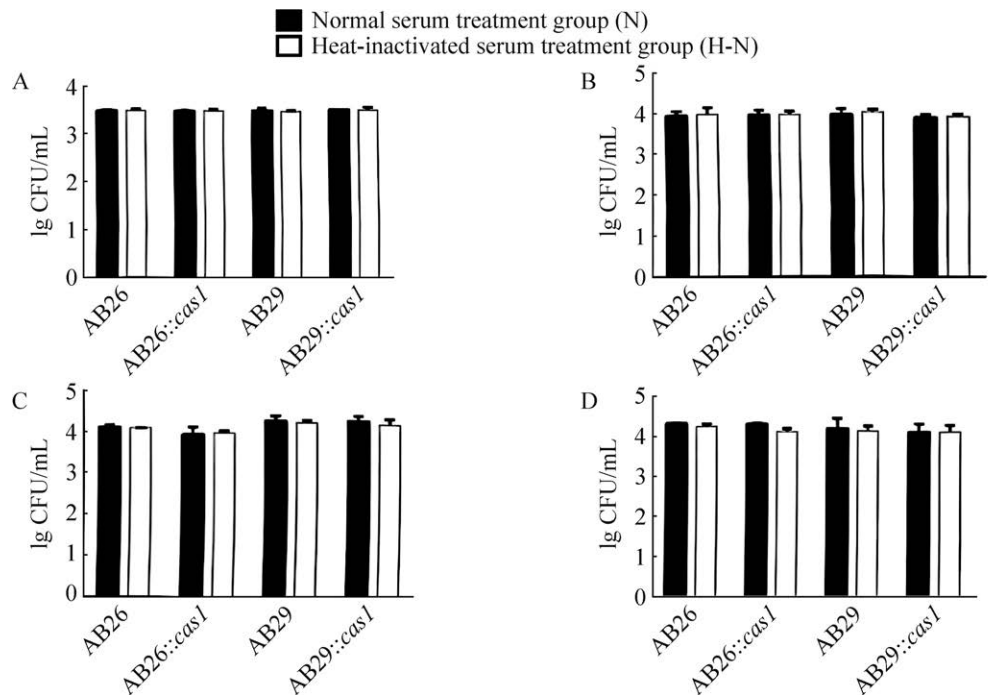 Normal serum treatment group (N)
Heat-inactivated serum treatment group (H-N)
A
4
3
2
1
0
lg CFU/mL
AB26
AB26::cas1
AB29
AB29::cas1
B
5
4
3
2
1
0
lg CFU/mL
AB26
AB26::cas1
AB29
AB29::cas1
C
5
4
3
2
1
0
lg CFU/mL
AB26
AB26::cas1
AB29
AB29::cas1
D
5
4
3
2
1
0
lg CFU/mL
AB26
AB26::cas1
AB29
AB29::cas1